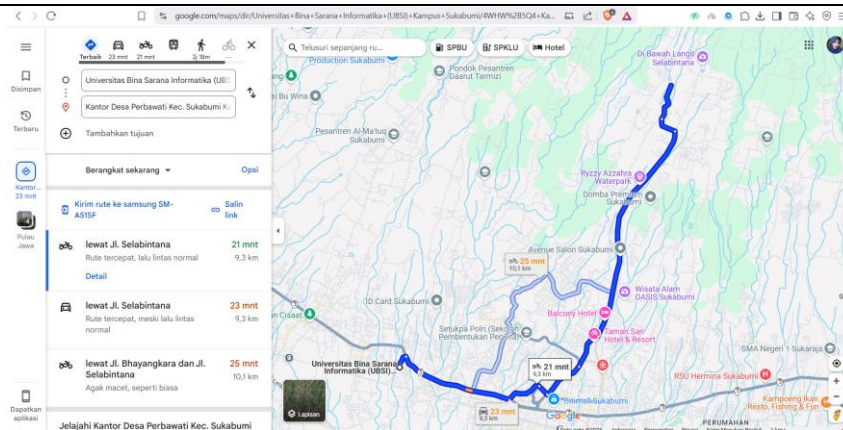 google.com/maps/dir/Universitas+Bina+Sarana+Informatika+(UBSI)+Kampus+Sukabumi/4WHW%2B5Q4+Ka...
Terbaik 23 mnt 21 mnt 2j 18m
Universitas Bina Sarana Informatika (UBS
Kantor Desa Perbawati Kec. Sukabumi K
Tambahkan tujuan
Berangkat sekarang
Opsi
Kirim rute ke samsung SM-
A515F
Salin
link
lewat Jl. Selabintana
21 mnt
Rute tercepat, lalu lintas normal
9,3 km
Detail
lewat Jl. Selabintana
23 mnt
Rute tercepat, meski lalu lintas
normal
9,3 km
lewat Jl. Bhayangkara dan Jl.
Selabintana
25 mnt
Agak macet, seperti biasa
10,1 km
Jelajahi Kantor Desa Perbawati Kec. Sukabumi
Disimpan
Terbaru
Kantor...
23 mnt
Pulau
Jawa
Dapatkan
aplikasi
Telusuri sepanjang ru...
SPBU
SPKLU
Hotel
Production Sukabumi
Pondok Pesantren
Daarut Tarmizi
Di Bawah Langit
Selabintana
si Bu Wina
Pesantren Al-Ma'tuq
Sukabumi
Ryzzy Azzahra
Waterpark
Domba Premium
Sukabumi
Avenue Salon Sukabumi
25 mnt
10,1 km
Wisata Alam
OASIS Sukabumi
ID Card Sukabumi
Balcony Hotel
an Cisaat
Setukpa Polri (Sekolah
Pembentukan Perwira)
Taman Sari
Hotel & Resort
SMA Negeri 1 Sukaraja
Universitas Bina Sarana
Informatika (UBSI)...
21 mnt
9,3 km
RSU Hermina Sukabumi
Citimall Sukabumi
Kampoeng Ikan
Resto, Fishing & Fun
23 mnt
9,3 km
Lapisan
Google
PERUMAHAN